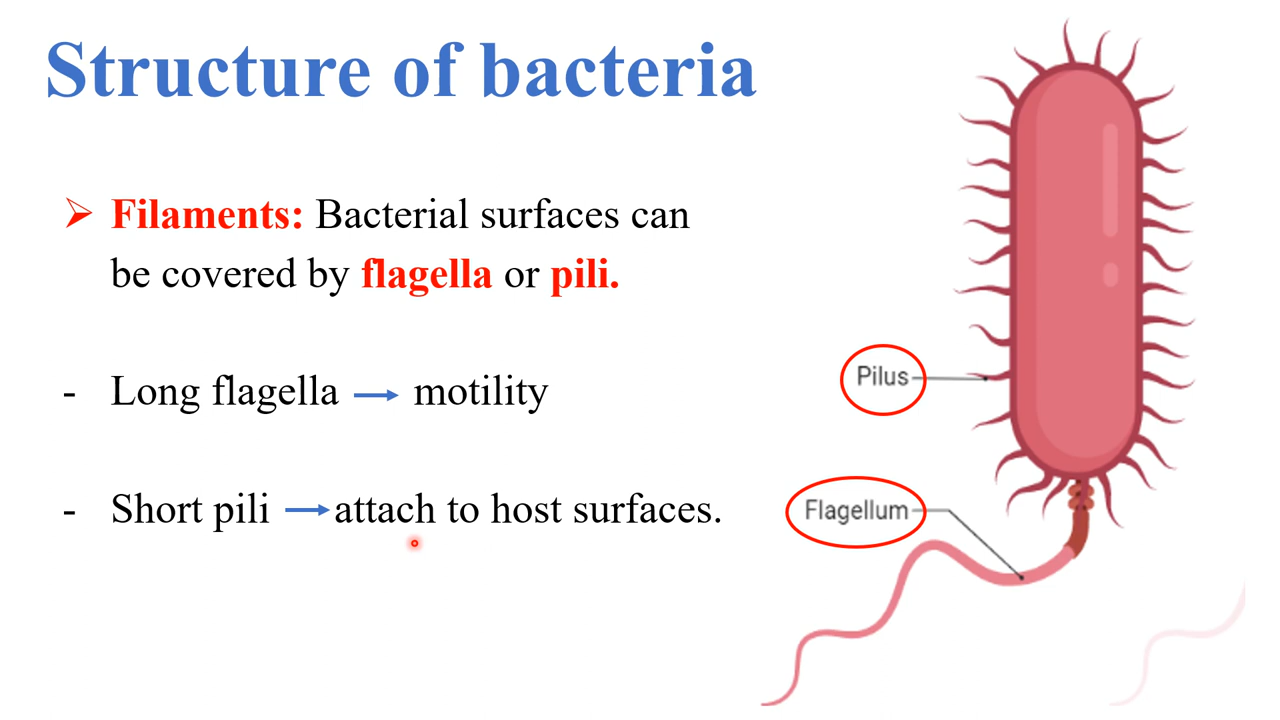 Structure of bacteria
➢ Filaments: Bacterial surfaces can
be covered by flagella or pili.
- Long flagella → motility
- Short pili → attach to host surfaces.
Pilus
Flagellum